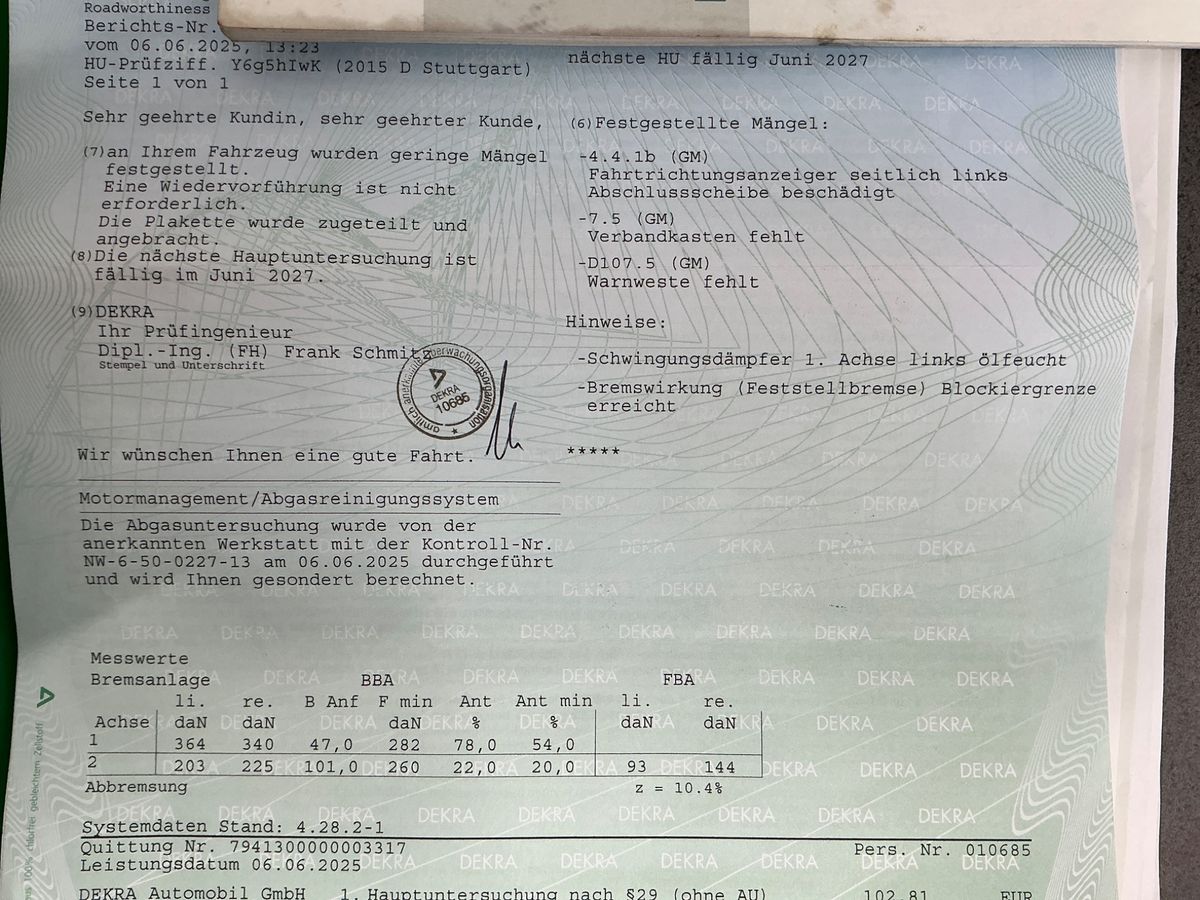 Roadworthiness
Berichts-Nr.
vom 06.06.2025, 13:23
HU-Prüfziff. Y6g5hIwK (2015 D Stuttgart)
Seite 1 von 1
nächste HU fällig Juni 2027
Sehr geehrte Kundin, sehr geehrter Kunde,
(7)an Ihrem Fahrzeug wurden geringe Mängel
festgestellt.
Eine Wiedervorführung ist nicht
erforderlich.
Die Plakette wurde zugeteilt und
angebracht.
(8)Die nächste Hauptuntersuchung ist
fällig im Juni 2027.
(9)DEKRA
Ihr Prüfingenieur
Dipl.-Ing. (FH) Frank Schmitz
Stempel und Unterschrift
amtlich anerkannte Überwachungsorganisation
DEKRA
10686
Wir wünschen Ihnen eine gute Fahrt.
(6)Festgestellte Mängel:
-4.4.1b (GM)
Fahrtrichtungsanzeiger seitlich links
Abschlussscheibe beschädigt
-7.5 (GM)
Verbandkasten fehlt
-D107.5 (GM)
Warnweste fehlt
Hinweise:
-Schwingungsdämpfer 1. Achse links ölfeucht
-Bremswirkung (Feststellbremse) Blockiergrenze
erreicht
*****
Motormanagement/Abgasreinigungssystem
Die Abgasuntersuchung wurde von der
anerkannten Werkstatt mit der Kontroll-Nr.
NW-6-50-0227-13 am 06.06.2025 durchgeführt
und wird Ihnen gesondert berechnet.
Messwerte
Bremsanlage BBA FBA
li. re. B Anf F min Ant Ant min li. re.
Achse daN daN daN % % daN daN
1 364 340 47,0 282 78,0 54,0
2 203 225 101,0 260 22,0 20,0 93 144
Abbremsung z = 10.4%
Systemdaten Stand: 4.28.2-1
Quittung Nr. 7941300000003317 Pers. Nr. 010685
Leistungsdatum 06.06.2025
DEKRA Automobil GmbH 1. Hauptuntersuchung nach §29 (ohne AU) 102,81 EUR
100% chlorfrei gebleichtem Zellstoff